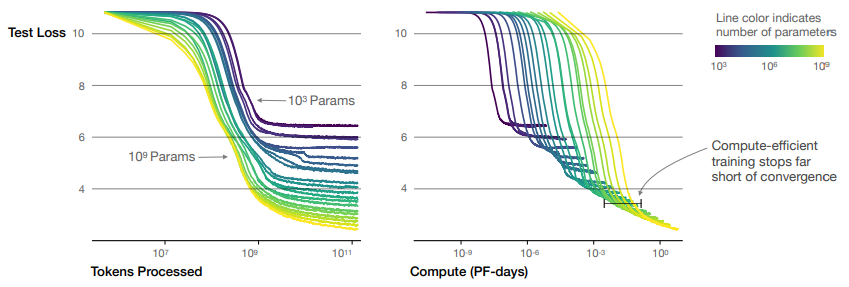 Test Loss
10
8
6
4
10³ Params
10⁹ Params
10⁷
10⁹
10¹¹
Tokens Processed
10
8
6
4
10⁻⁹
10⁻⁶
10⁻³
10⁰
Compute (PF-days)
Line color indicates
number of parameters
10³
10⁶
10⁹
Compute-efficient
training stops far
short of convergence